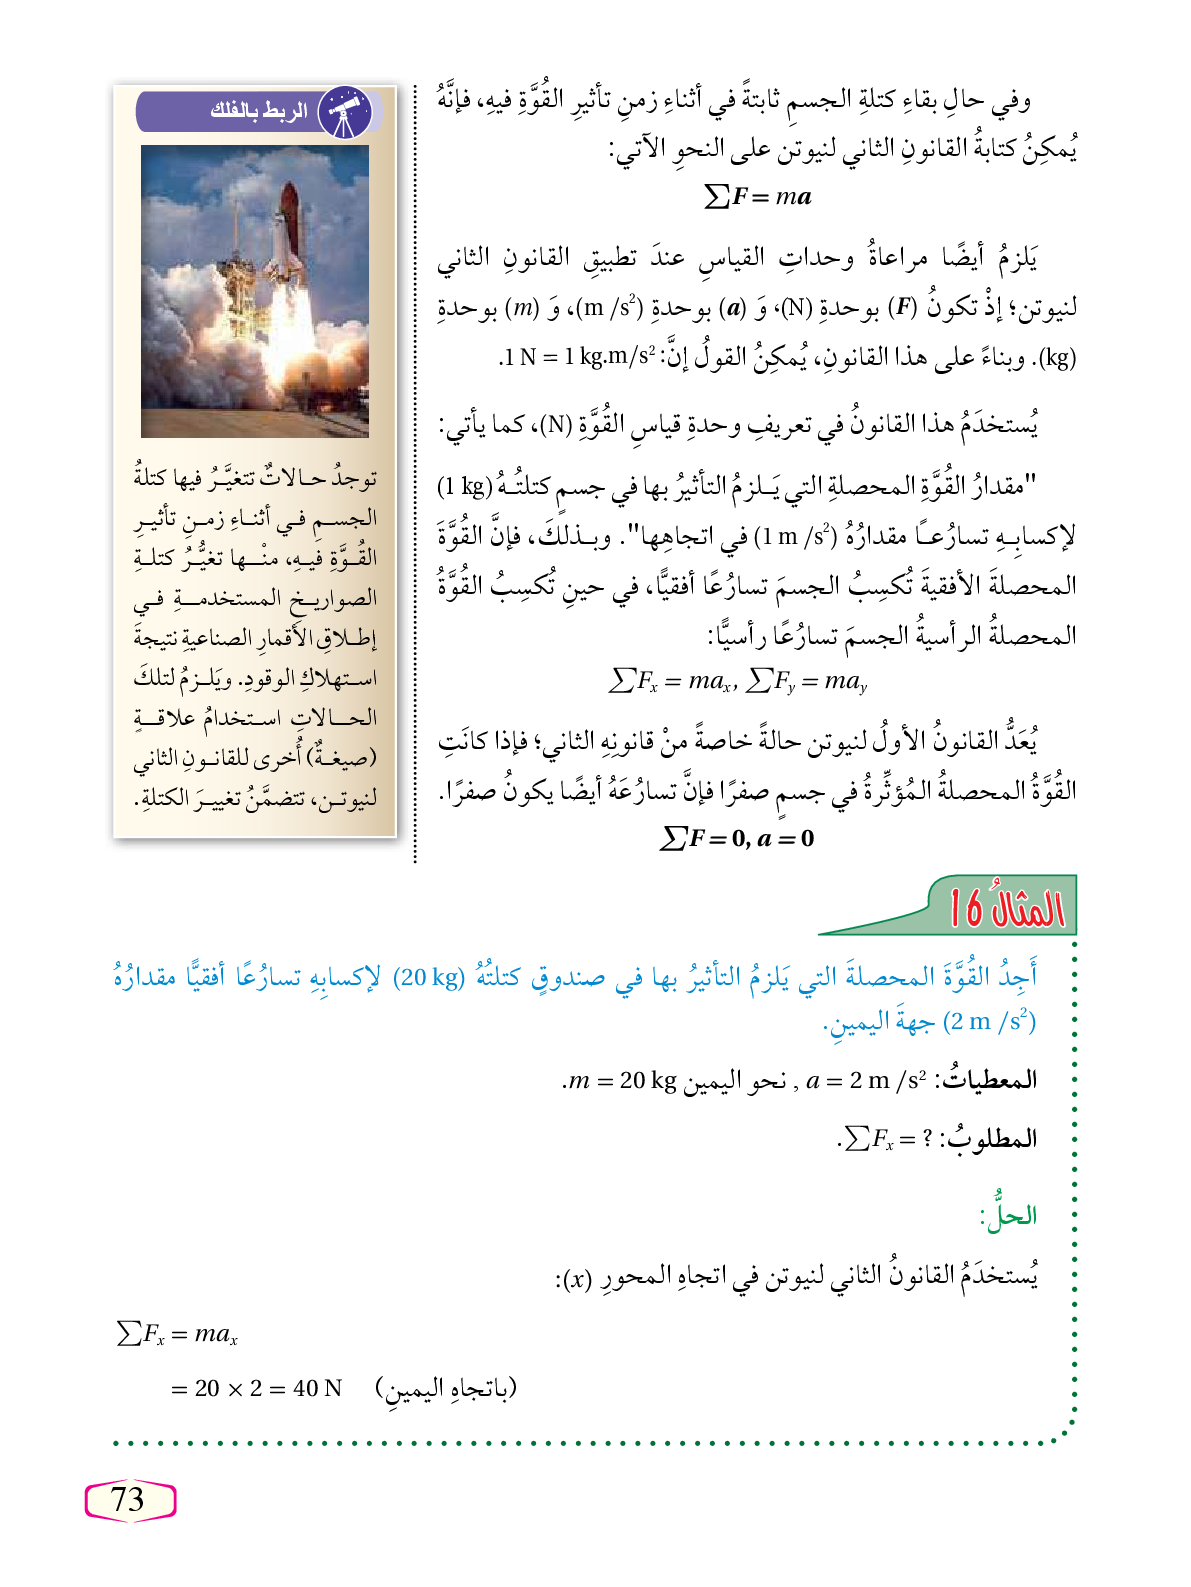 وفي حالِ بقاءِ كتلةِ الجسمِ ثابتةً في أثناءِ زمنِ تأثيرِ القُوَّةِ فيهِ، فإنَّهُ
يُمكِنُ كتابةُ القانونِ الثاني لنيوتن على النحوِ الآتي:
∑F = ma
يَلزمُ أيضًا مراعاةُ وحداتِ القياسِ عندَ تطبيقِ القانونِ الثاني
لنيوتن؛ إذْ تكونُ (F) بوحدةِ (N)، وَ (a) بوحدةِ (m /s²)، وَ (m) بوحدةِ
(kg). وبناءً على هذا القانونِ، يُمكِنُ القولُ إنَّ: 1 N = 1 kg.m/s².
يُستخدَمُ هذا القانونُ في تعريفِ وحدةِ قياسِ القُوَّةِ (N)، كما يأتي:
"مقدارُ القُوَّةِ المحصلةِ التي يَلزمُ التأثيرُ بها في جسمٍ كتلتُهُ (1 kg)
لإكسابِهِ تسارُعًا مقدارُهُ (1 m /s²) في اتجاهِها". وبذلكَ، فإنَّ القُوَّةَ
المحصلةَ الأفقيةَ تُكسِبُ الجسمَ تسارُعًا أفقيًّا، في حينِ تُكسِبُ القُوَّةُ
المحصلةُ الرأسيةُ الجسمَ تسارُعًا رأسيًّا:
∑Fx = max, ∑Fy = may
يُعَدُّ القانونُ الأولُ لنيوتن حالةً خاصةً منْ قانونِهِ الثاني؛ فإذا كانَتِ
القُوَّةُ المحصلةُ المُؤثِّرةُ في جسمٍ صفرًا فإنَّ تسارُعَهُ أيضًا يكونُ صفرًا.
∑F = 0, a = 0
الربط بالفلك
توجدُ حالاتٌ تتغيَّرُ فيها كتلةُ
الجسمِ في أثناءِ زمنِ تأثيرِ
القُوَّةِ فيهِ، منْها تغيُّرُ كتلةِ
الصواريخِ المستخدمةِ في
إطلاقِ الأقمارِ الصناعيةِ نتيجةَ
استهلاكِ الوقودِ. ويَلزمُ لتلكَ
الحالاتِ استخدامُ علاقةٍ
(صيغةٌ) أُخرى للقانونِ الثاني
لنيوتن، تتضمَّنُ تغييرَ الكتلةِ.
المثالُ 16
أَجِدُ القُوَّةَ المحصلةَ التي يَلزمُ التأثيرُ بها في صندوقٍ كتلتُهُ (20 kg) لإكسابِهِ تسارُعًا أفقيًّا مقدارُهُ
(2 m /s²) جهةَ اليمينِ.
المعطياتُ: a = 2 m /s² , نحو اليمين m = 20 kg.
المطلوبُ: ∑Fx = ?.
الحلُّ:
يُستخدَمُ القانونُ الثاني لنيوتن في اتجاهِ المحورِ (x):
∑Fx = max
= 20 × 2 = 40 N (باتجاهِ اليمينِ)
73